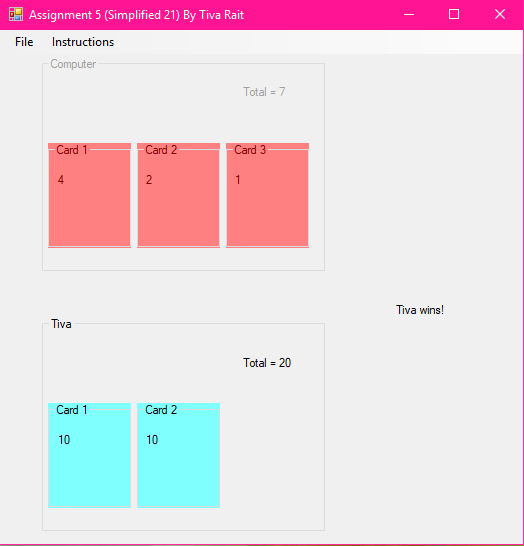 Assignment 5 (Simplified 21) By Tiva Rait
File Instructions
Computer
Total = 7
Card 1 Card 2 Card 3
4 2 1
Tiva wins!
Tiva
Total = 20
Card 1 Card 2
10 10